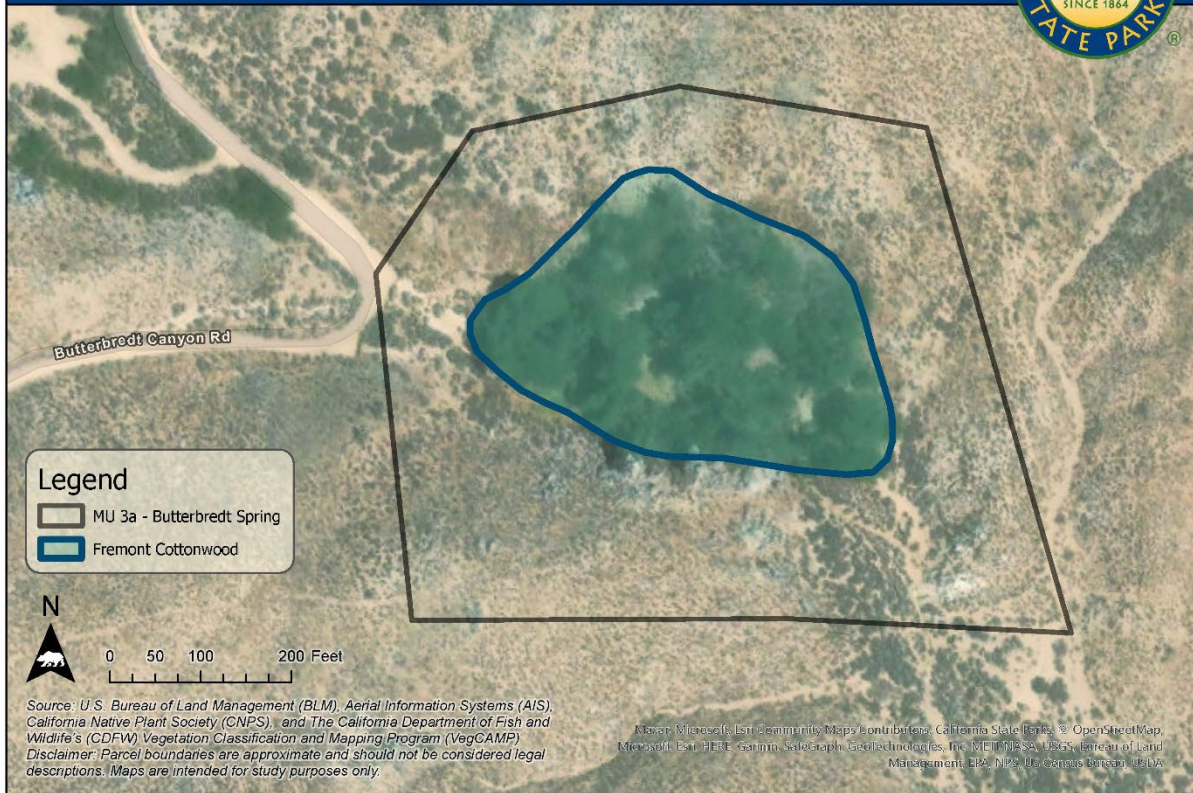 SINCE 1864
STATE PARK
®
Butterbredt Canyon Rd
Legend
MU 3a - Butterbredt Spring
Fremont Cottonwood
N
0 50 100 200 Feet
Source: U.S. Bureau of Land Management (BLM), Aerial Information Systems (AIS),
California Native Plant Society (CNPS), and The California Department of Fish and
Wildlife's (CDFW) Vegetation Classification and Mapping Program (VegCAMP)
Disclaimer: Parcel boundaries are approximate and should not be considered legal
descriptions. Maps are intended for study purposes only.
Maxar, Microsoft, Esri Community Maps Contributors, California State Parks, © OpenStreetMap,
Microsoft, Esri, HERE, Garmin, SafeGraph, GeoTechnologies, Inc, METI/NASA, USGS, Bureau of Land
Management, EPA, NPS, US Census Bureau, USDA